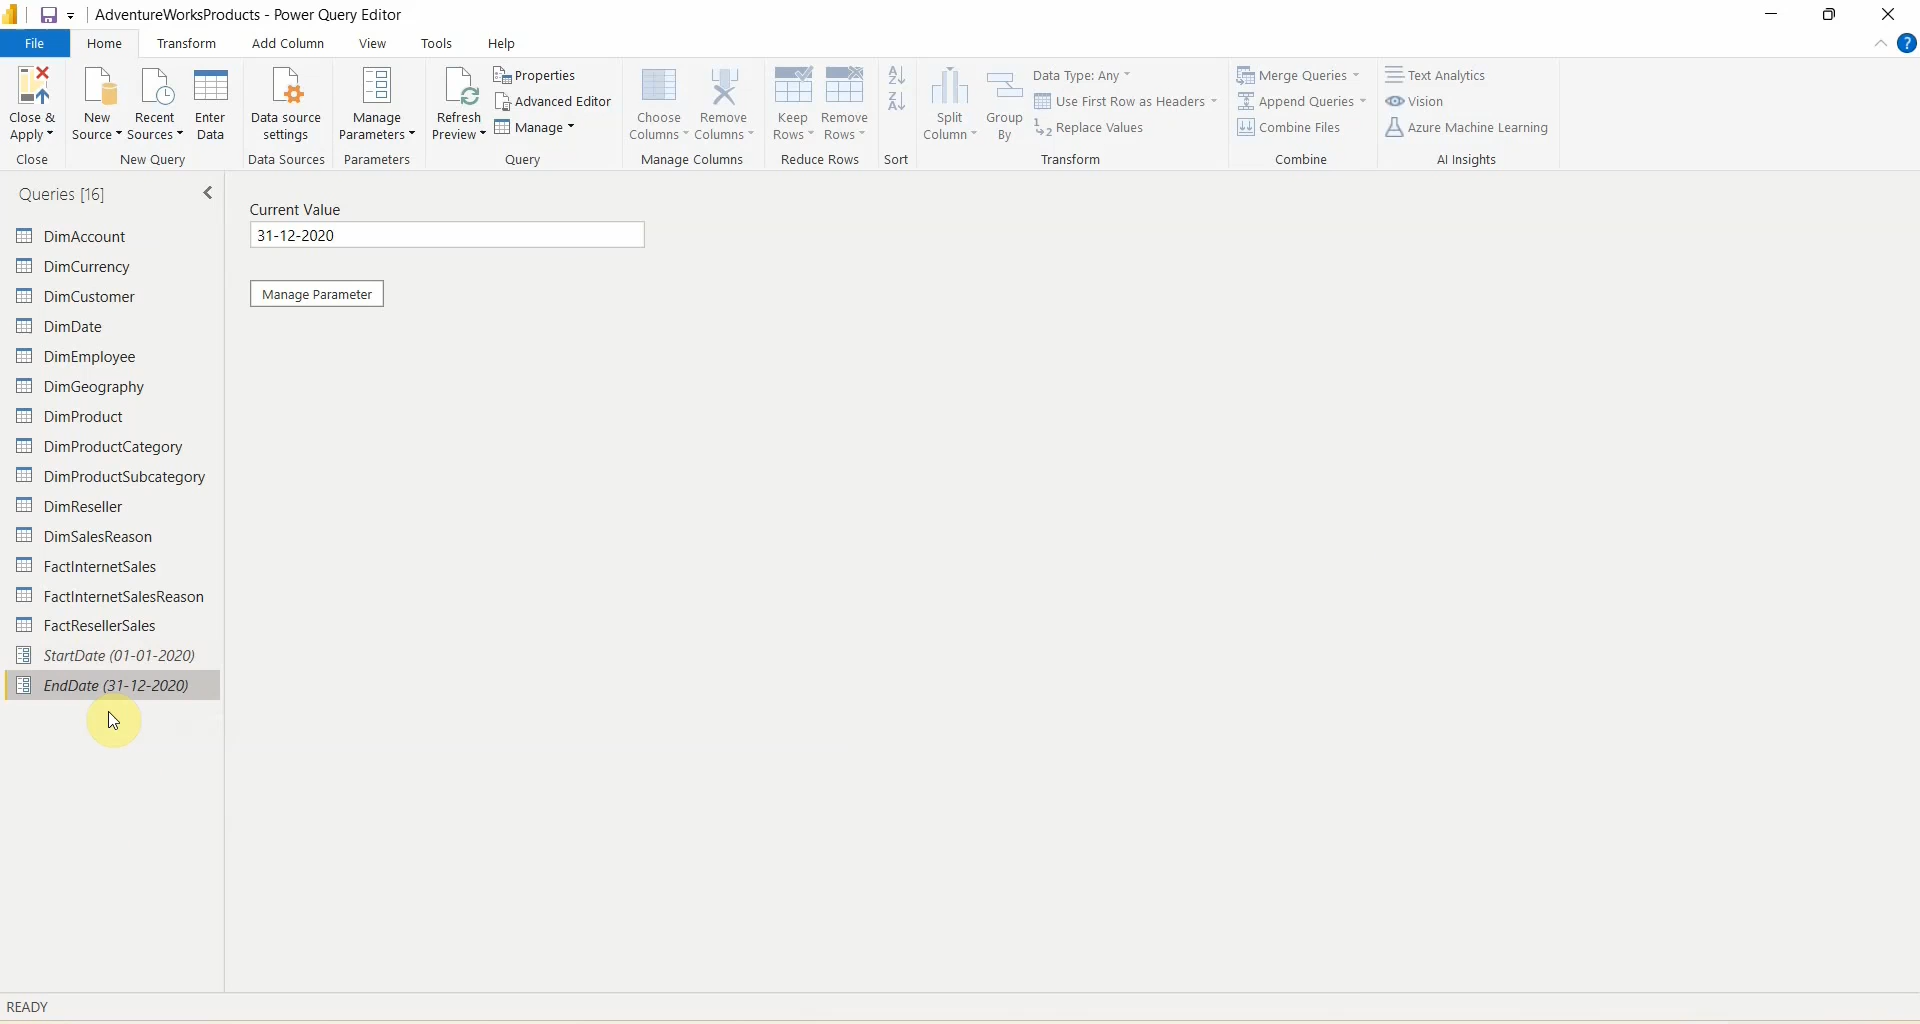 AdventureWorksProducts - Power Query Editor
File Home Transform Add Column View Tools Help
Close & Apply
Close
New Source
Recent Sources
Enter Data
New Query
Data source settings
Data Sources
Manage Parameters
Parameters
Refresh Preview
Properties
Advanced Editor
Manage
Query
Choose Columns
Remove Columns
Manage Columns
Keep Rows
Remove Rows
Reduce Rows
Sort
Split Column
Group By
Data Type: Any
Use First Row as Headers
Replace Values
Transform
Merge Queries
Append Queries
Combine Files
Combine
Text Analytics
Vision
Azure Machine Learning
AI Insights
Queries [16]
DimAccount
DimCurrency
DimCustomer
DimDate
DimEmployee
DimGeography
DimProduct
DimProductCategory
DimProductSubcategory
DimReseller
DimSalesReason
FactInternetSales
FactInternetSalesReason
FactResellerSales
StartDate (01-01-2020)
EndDate (31-12-2020)
Current Value
31-12-2020
Manage Parameter
READY